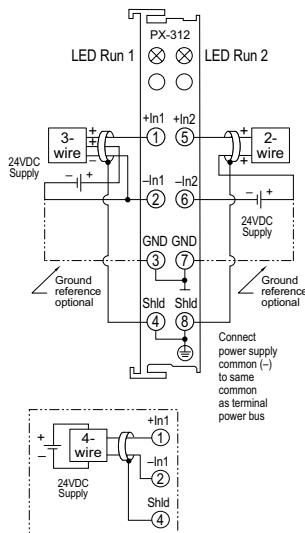 PX-312
LED Run 1 LED Run 2
+In1 +In2
3-
wire
+
+
−
1 5
+
+
2-
wire
24VDC
Supply
− +
−In1 −In2
2 6
− +
24VDC
Supply
GND GND
3 7
Ground
reference
optional
Ground
reference
optional
Shld Shld
4 8
Connect
power supply
common (–)
to same
common
as terminal
power bus
+In1
+
−
4-
wire
1
−In1
24VDC
Supply
2
Shld
4